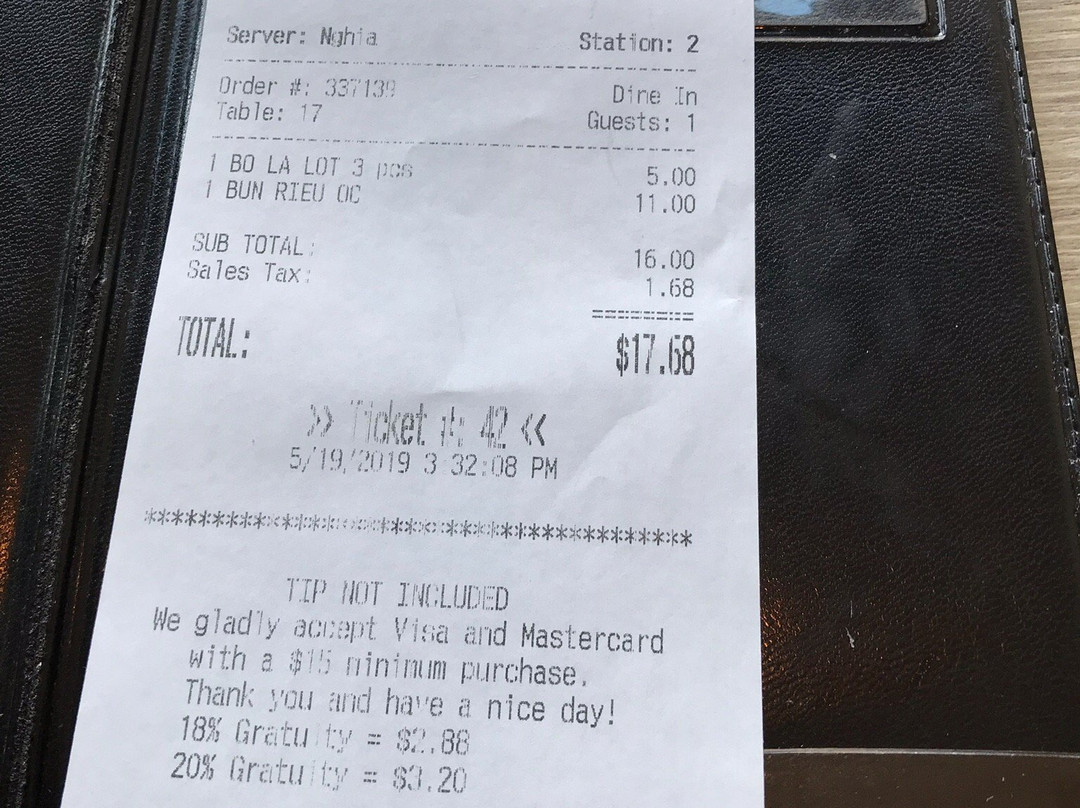 Server: Nghia Station: 2
Order #: 337139 Dine In
Table: 17 Guests: 1
1 BO LA LOT 3 pcs 5.00
1 BUN RIEU OC 11.00
SUB TOTAL: 16.00
Sales Tax: 1.68
========
TOTAL: $17.68
>> Ticket #: 42 <<
5/19/2019 3:32:08 PM
****************************************
TIP NOT INCLUDED
We gladly accept Visa and Mastercard
with a $15 minimum purchase.
Thank you and have a nice day!
18% Gratuity = $2.88
20% Gratuity = $3.20